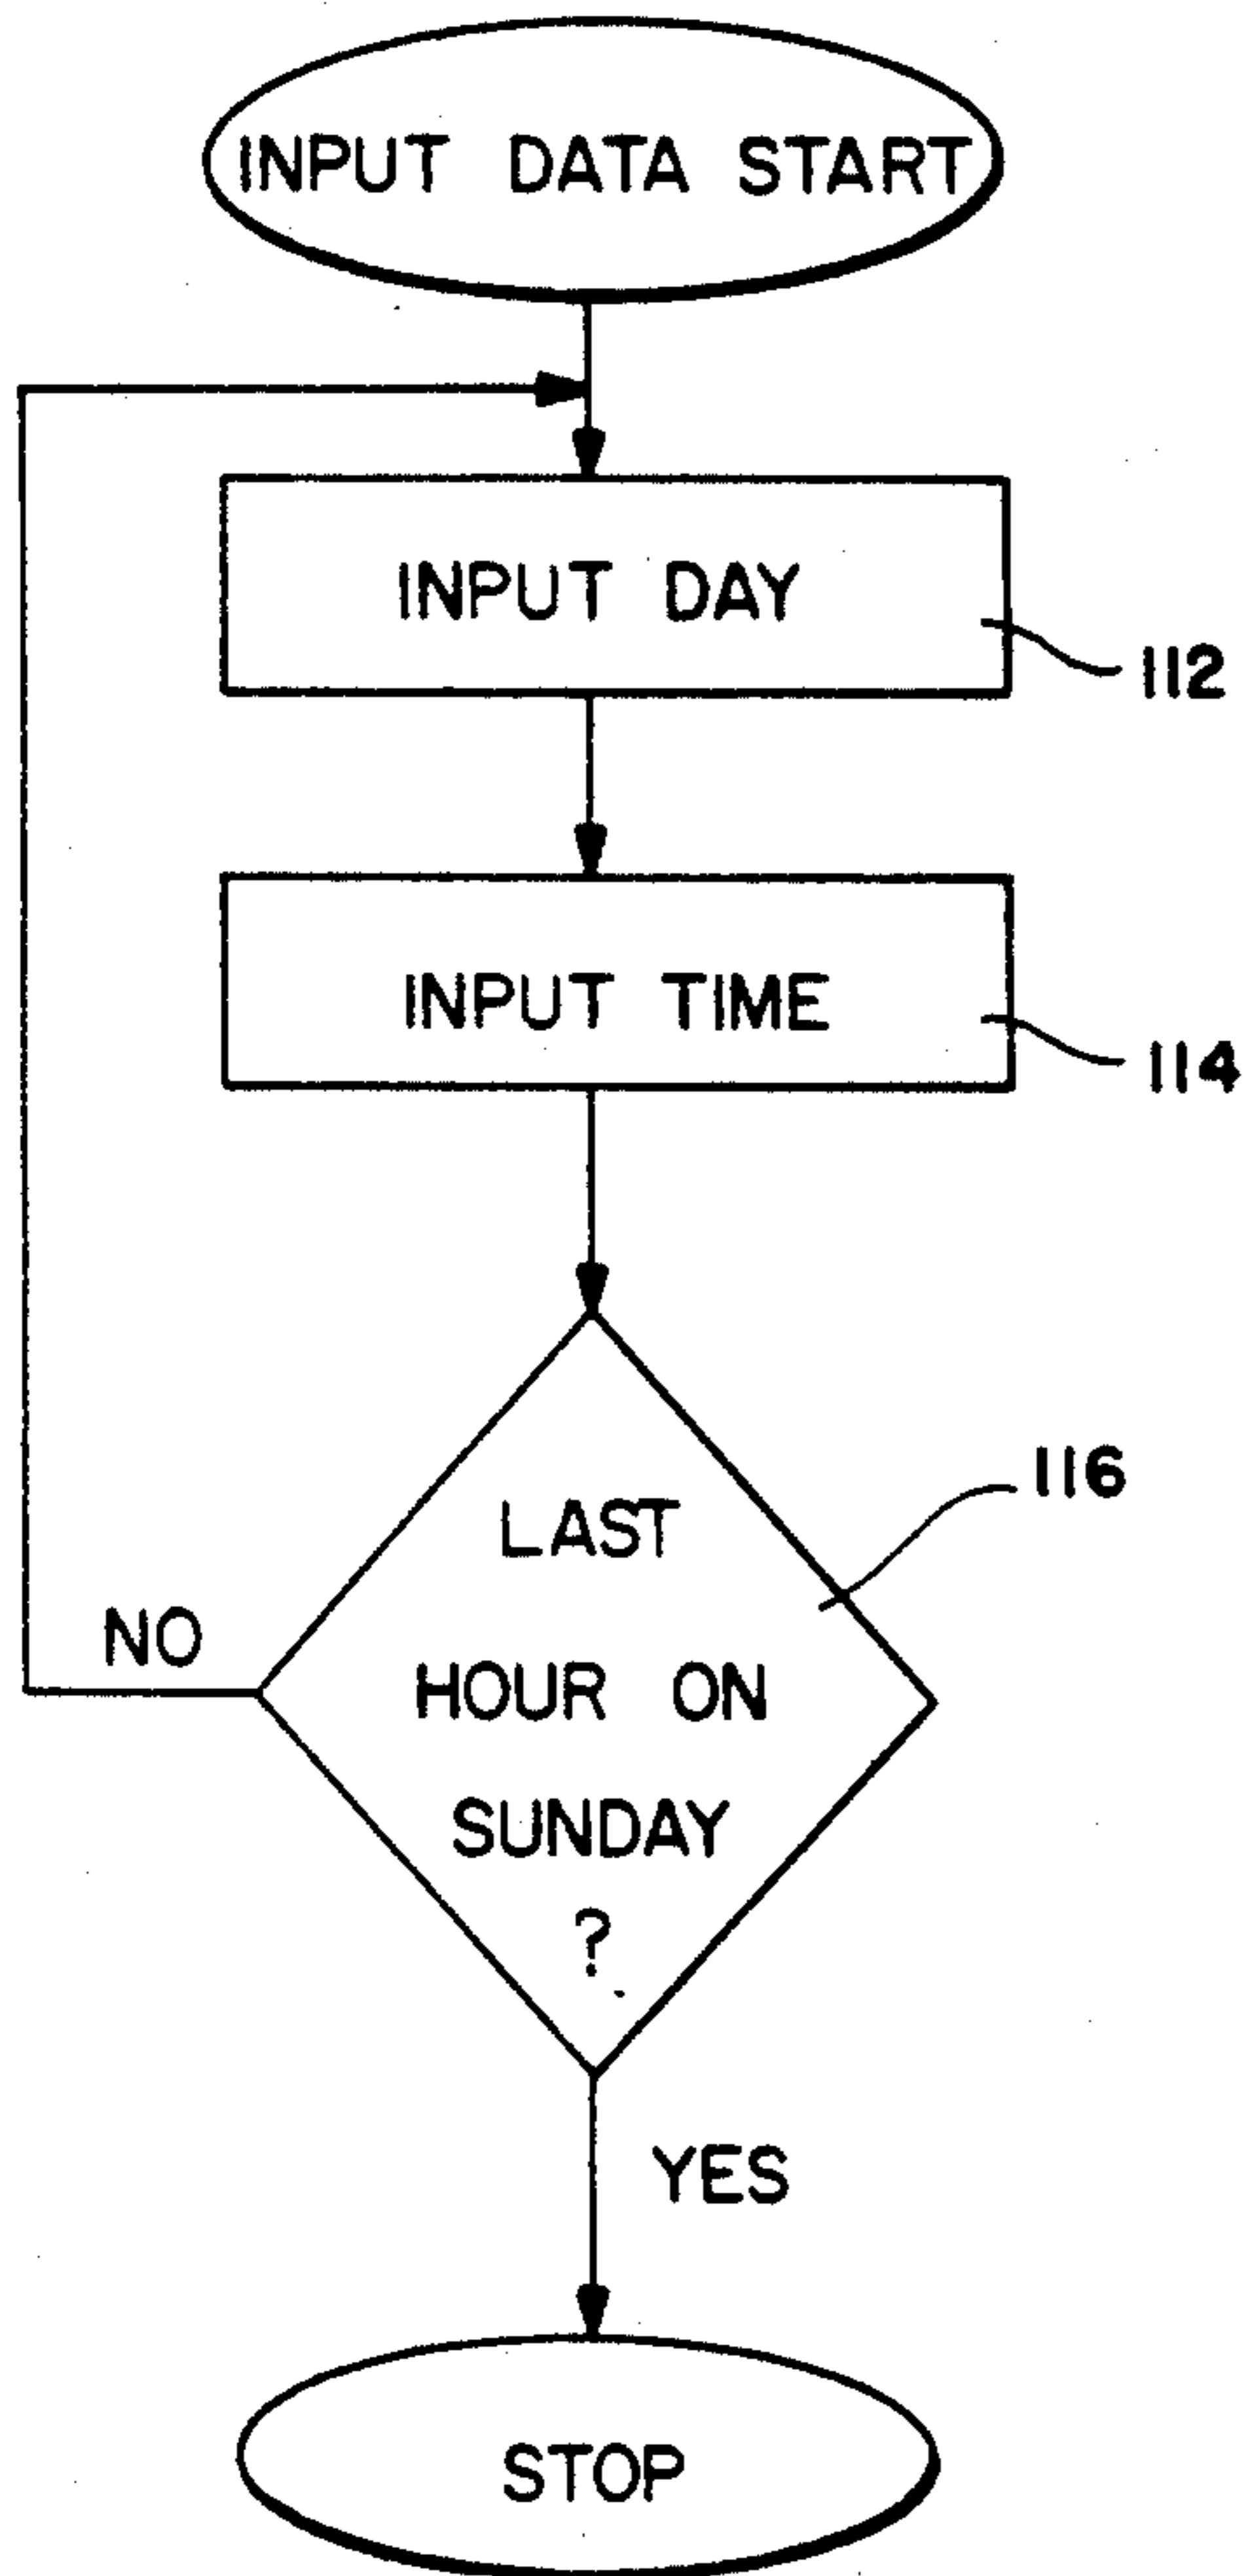 INPUT DATA START
INPUT DAY
112
INPUT TIME
114
116
LAST
HOUR ON
SUNDAY
?
NO
YES
STOP